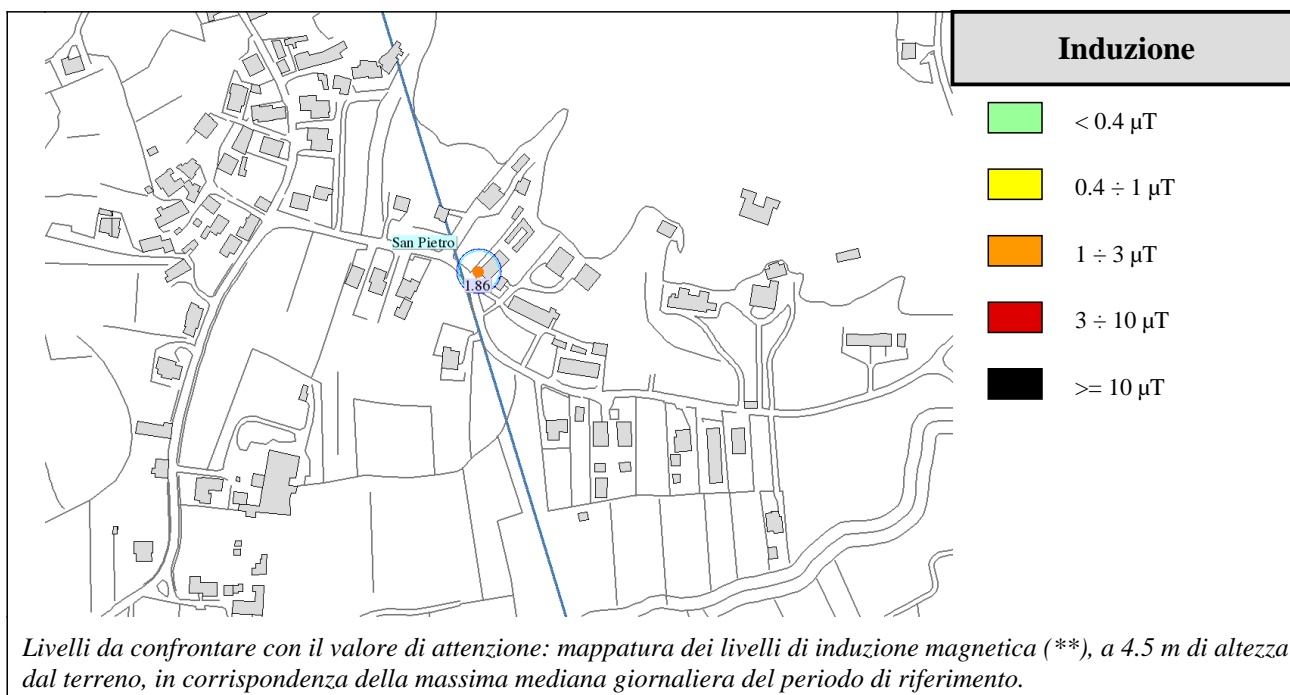 Induzione
< 0.4 µT
0.4 ÷ 1 µT
1 ÷ 3 µT
3 ÷ 10 µT
>= 10 µT
San Pietro
1.86
Livelli da confrontare con il valore di attenzione: mappatura dei livelli di induzione magnetica (**), a 4.5 m di altezza
dal terreno, in corrispondenza della massima mediana giornaliera del periodo di riferimento.